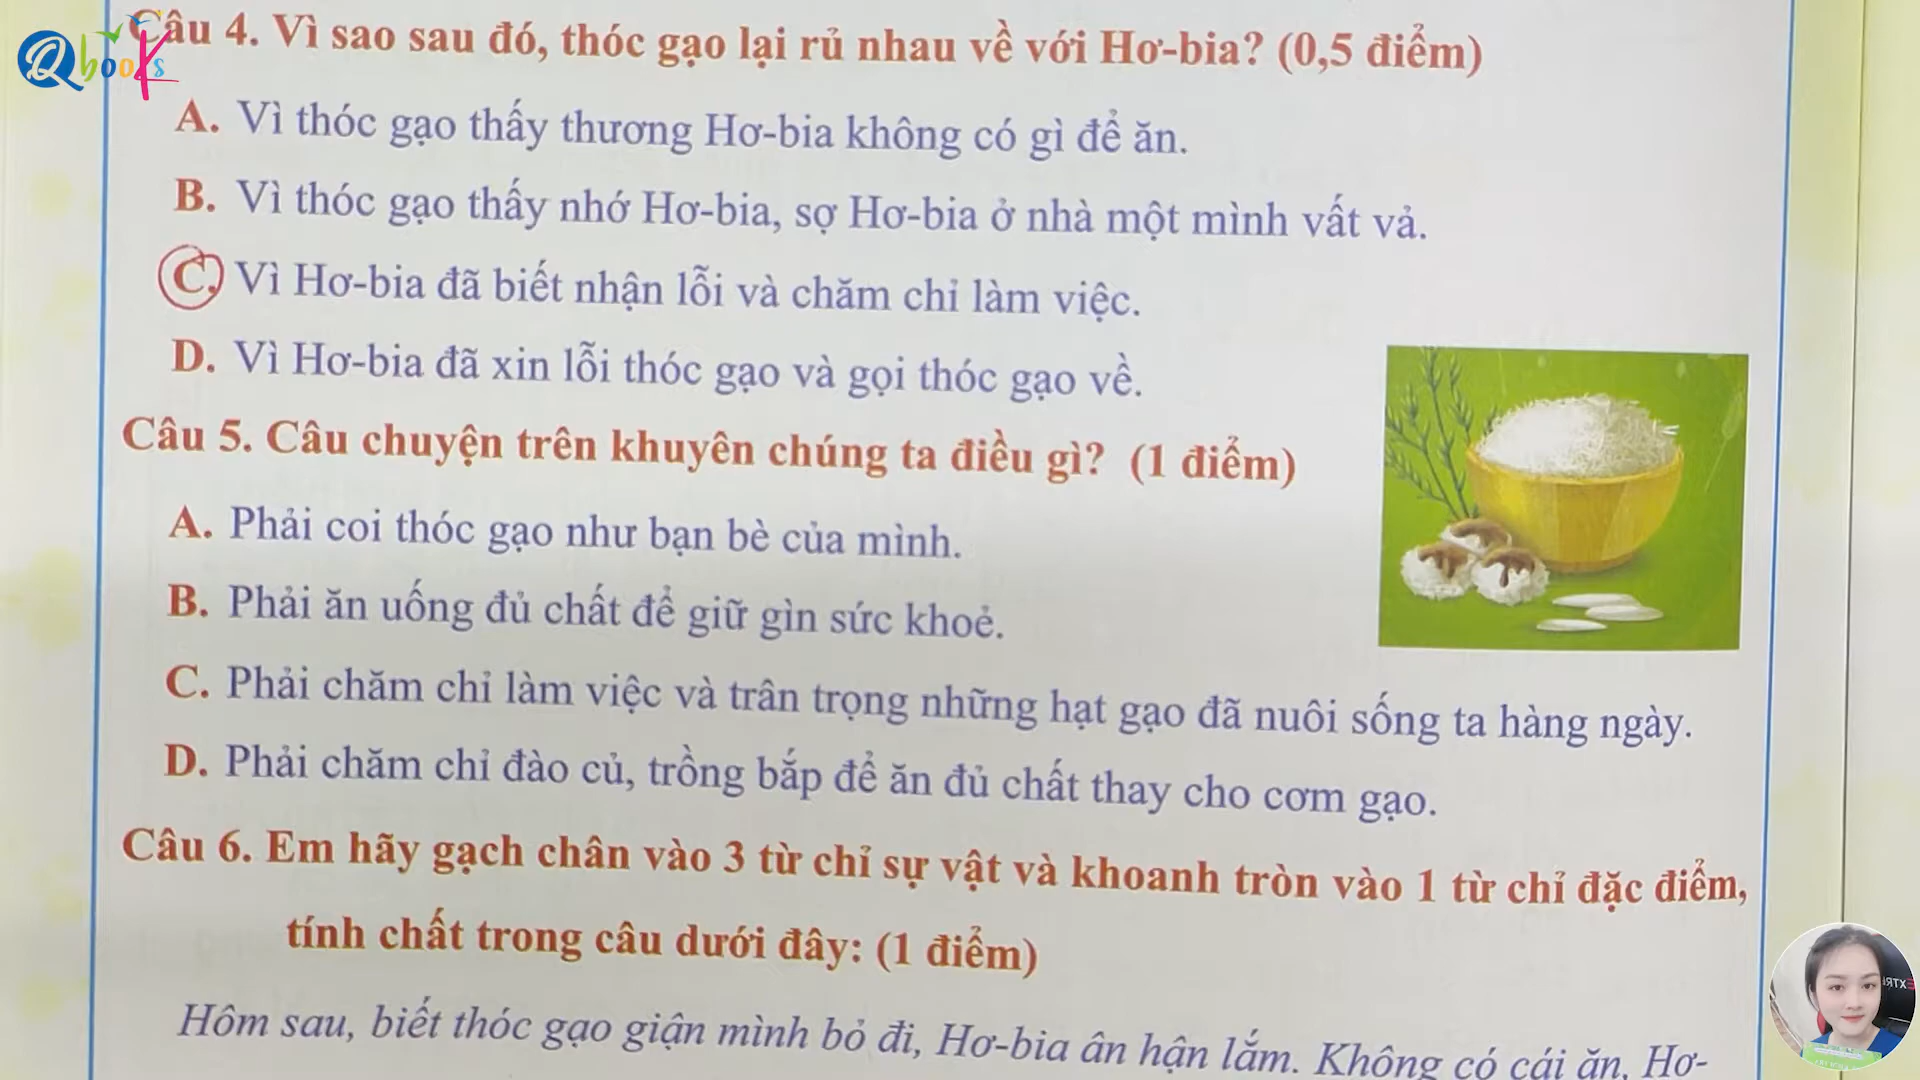 Qbooks
Câu 4. Vì sao sau đó, thóc gạo lại rủ nhau về với Hơ-bia? (0,5 điểm)
A. Vì thóc gạo thấy thương Hơ-bia không có gì để ăn.
B. Vì thóc gạo thấy nhớ Hơ-bia, sợ Hơ-bia ở nhà một mình vất vả.
C. Vì Hơ-bia đã biết nhận lỗi và chăm chỉ làm việc.
D. Vì Hơ-bia đã xin lỗi thóc gạo và gọi thóc gạo về.
Câu 5. Câu chuyện trên khuyên chúng ta điều gì? (1 điểm)
A. Phải coi thóc gạo như bạn bè của mình.
B. Phải ăn uống đủ chất để giữ gìn sức khoẻ.
C. Phải chăm chỉ làm việc và trân trọng những hạt gạo đã nuôi sống ta hàng ngày.
D. Phải chăm chỉ đào củ, trồng bắp để ăn đủ chất thay cho cơm gạo.
Câu 6. Em hãy gạch chân vào 3 từ chỉ sự vật và khoanh tròn vào 1 từ chỉ đặc điểm,
tính chất trong câu dưới đây: (1 điểm)
Hôm sau, biết thóc gạo giận mình bỏ đi, Hơ-bia ân hận lắm. Không có cái ăn, Hơ-